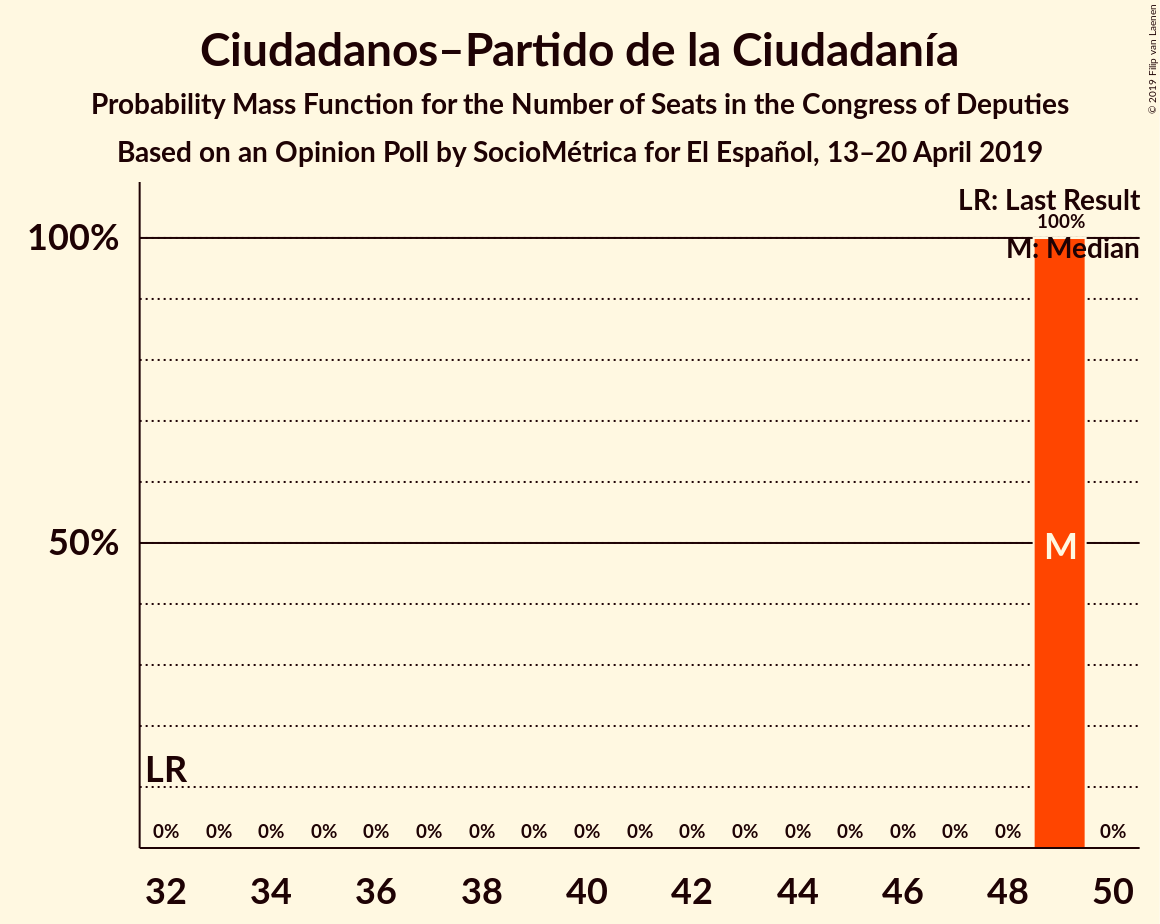 Ciudadanos–Partido de la Ciudadanía
Probability Mass Function for the Number of Seats in the Congress of Deputies
Based on an Opinion Poll by SocioMétrica for El Español, 13–20 April 2019
© 2019 Filip van Laenen
LR: Last Result
100%
M: Median
100%
50%
M
LR
0% 0% 0% 0% 0% 0% 0% 0% 0% 0% 0% 0% 0% 0% 0% 0% 0% 0%
32 34 36 38 40 42 44 46 48 50